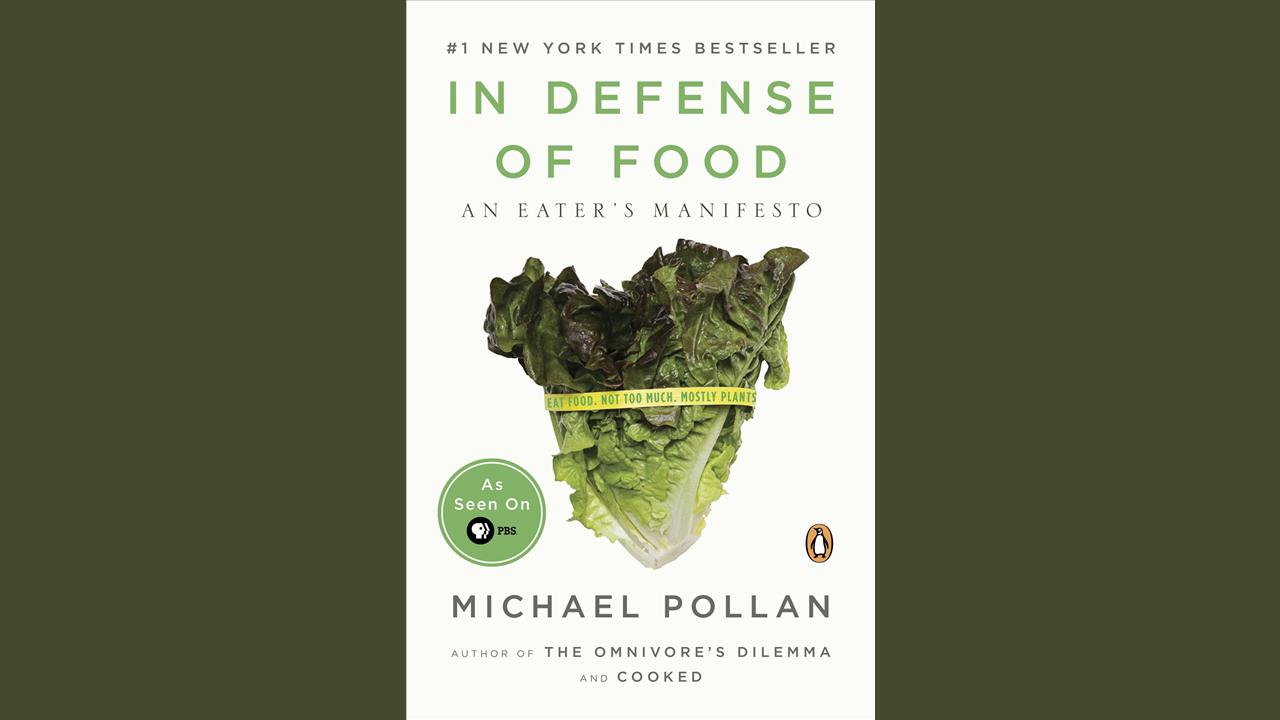 #1 NEW YORK TIMES BESTSELLER
IN DEFENSE
OF FOOD
AN EATER'S MANIFESTO
EAT FOOD. NOT TOO MUCH. MOSTLY PLANTS
As
Seen On
PBS
MICHAEL POLLAN
AUTHOR OF THE OMNIVORE'S DILEMMA
AND COOKED